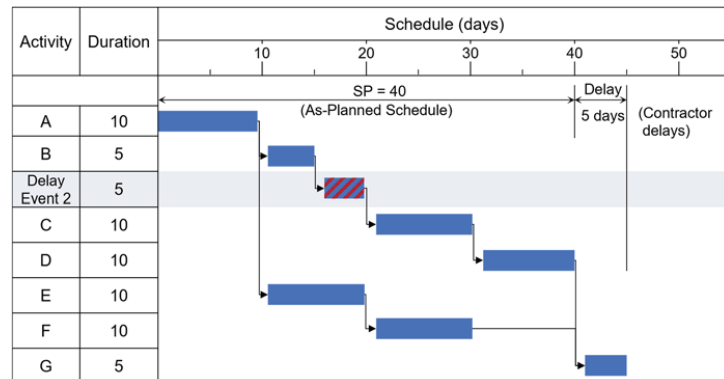 Activity Duration Schedule (days)
10 20 30 40 50
SP = 40 Delay
(As-Planned Schedule) 5 days (Contractor delays)
A 10
B 5
Delay Event 2 5
C 10
D 10
E 10
F 10
G 5